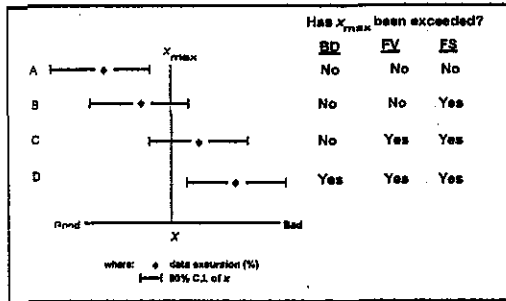 Has x_max been exceeded?
BD FV FS
x_max
A No No No
B No No Yes
C No Yes Yes
D Yes Yes Yes
Good Bad
x
where: data exursion (%)
C.I. of x